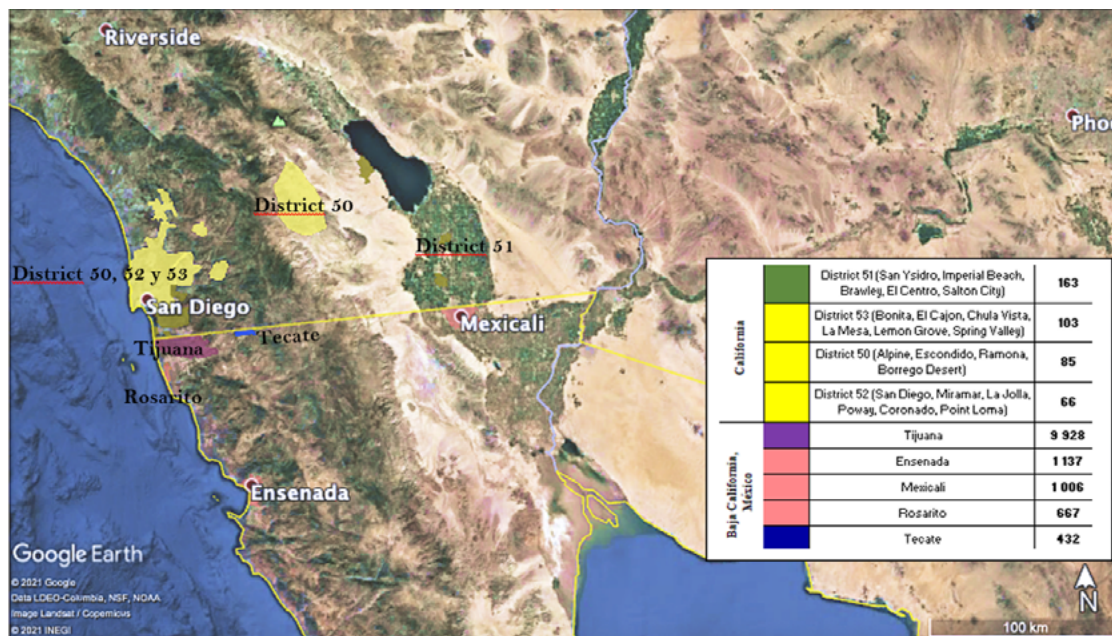 Riverside
Phoe
District 50
District 51
District 50, 52 y 53
San Diego
Mexicali
Tecate
Tijuana
Rosarito
Ensenada
California
District 51 (San Ysidro, Imperial Beach,
Brawley, El Centro, Salton City)
163
District 53 (Bonita, El Cajon, Chula Vista,
La Mesa, Lemon Grove, Spring Valley)
103
District 50 (Alpine, Escondido, Ramona,
Borrego Desert)
85
District 52 (San Diego, Miramar, La Jolla,
Poway, Coronado, Point Loma)
66
Baja California,
México
Tijuana
9 928
Ensenada
1 137
Mexicali
1 006
Rosarito
667
Tecate
432
Google Earth
© 2021 Google
Data LDEO-Columbia, NSF, NOAA
Image Landsat / Copernicus
© 2021 INEGI
N
100 km